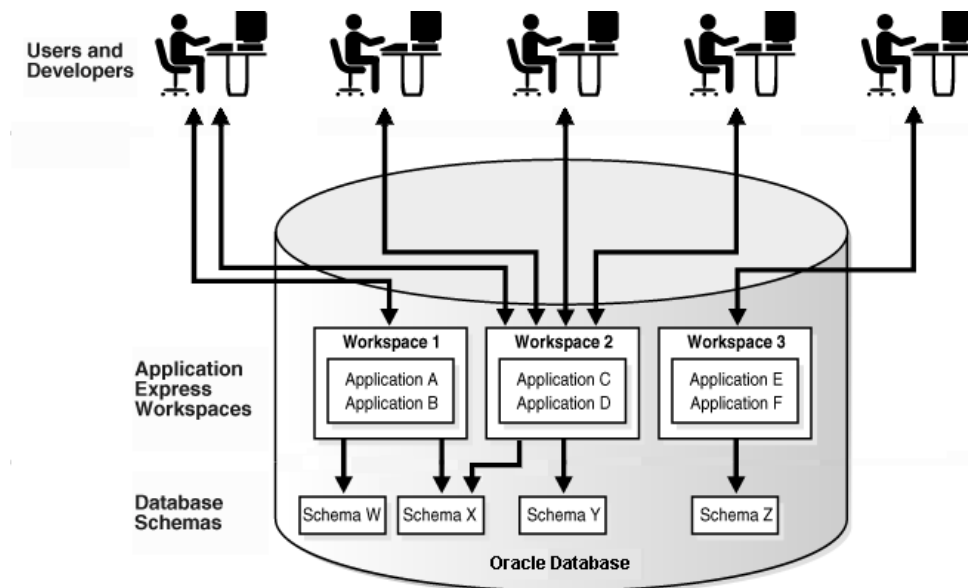 Users and
Developers
Workspace 1
Application A
Application B
Workspace 2
Application C
Application D
Workspace 3
Application E
Application F
Application
Express
Workspaces
Database
Schemas
Schema W
Schema X
Schema Y
Schema Z
Oracle Database